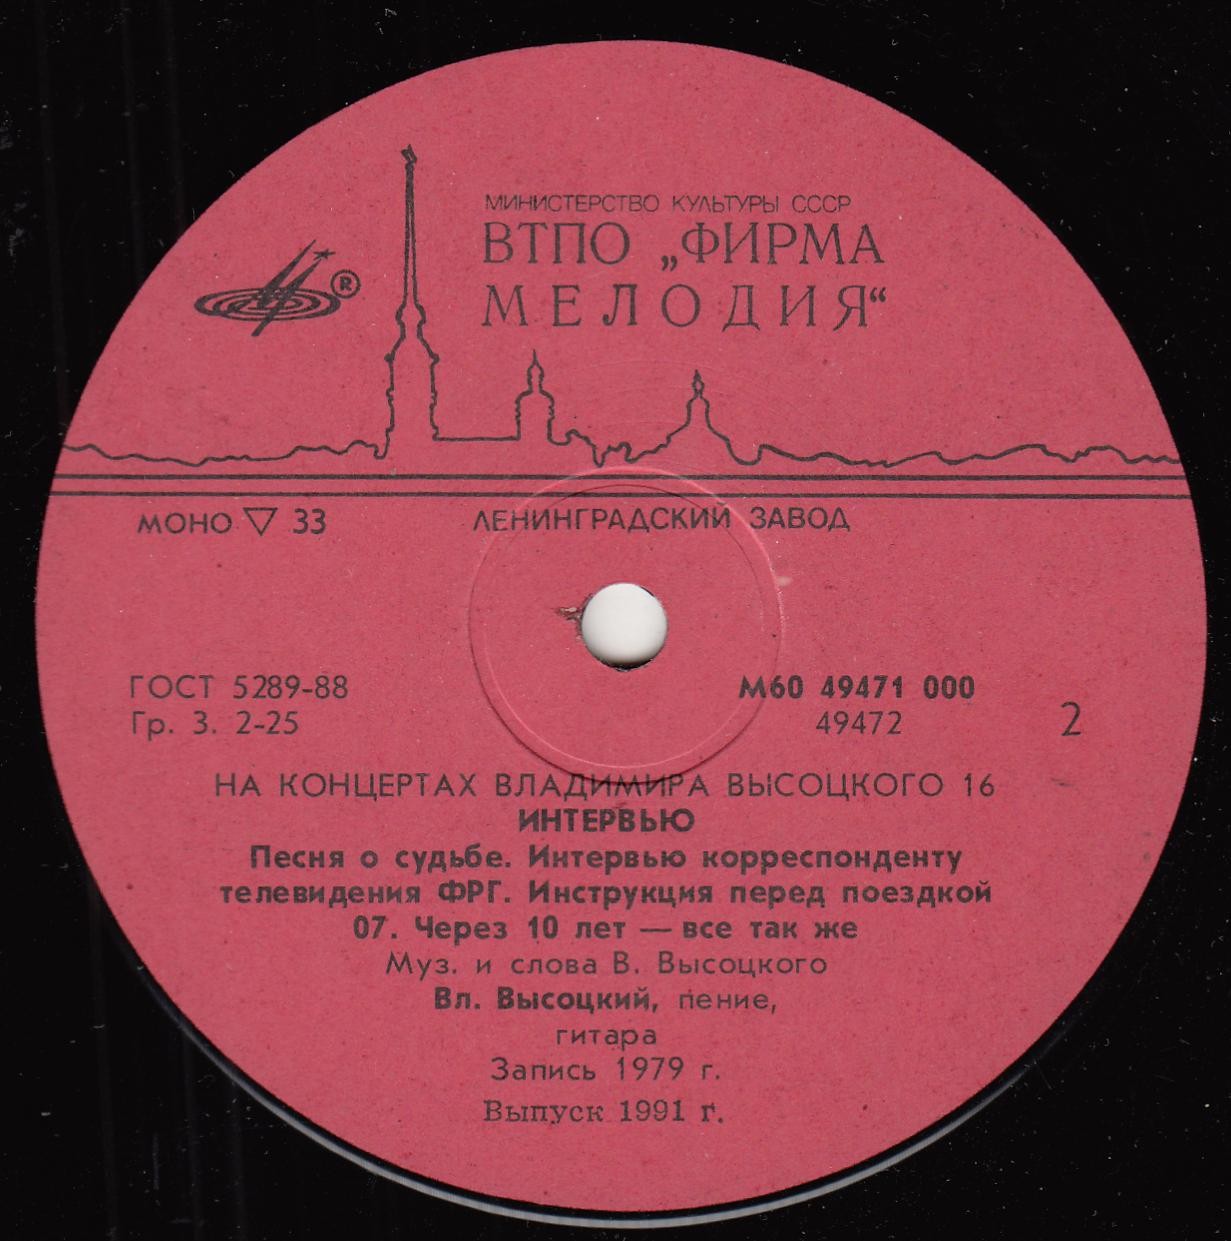 МИНИСТЕРСТВО КУЛЬТУРЫ СССР
ВТПО „ФИРМА
МЕЛОДИЯ“
®
МОНО ▽ 33
ЛЕНИНГРАДСКИЙ ЗАВОД
ГОСТ 5289-88
Гр. 3. 2-25
М60 49471 000
49472
2
НА КОНЦЕРТАХ ВЛАДИМИРА ВЫСОЦКОГО 16
ИНТЕРВЬЮ
Песня о судьбе. Интервью корреспонденту
телевидения ФРГ. Инструкция перед поездкой
07. Через 10 лет — все так же
Муз. и слова В. Высоцкого
Вл. Высоцкий, пение,
гитара
Запись 1979 г.
Выпуск 1991 г.